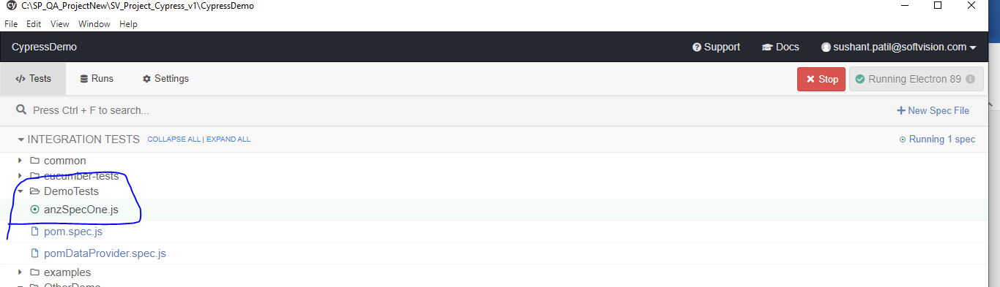 cy C:\SP_QA_ProjectNew\SV_Project_Cypress_v1\CypressDemo
File Edit View Window Help
CypressDemo Support Docs sushant.patil@softvision.com
</> Tests Runs Settings Stop Running Electron 89
Press Ctrl + F to search... New Spec File
INTEGRATION TESTS COLLAPSE ALL | EXPAND ALL Running 1 spec
common
cucumber-tests
DemoTests
anzSpecOne.js
pom.spec.js
pomDataProvider.spec.js
examples
OtherDemo